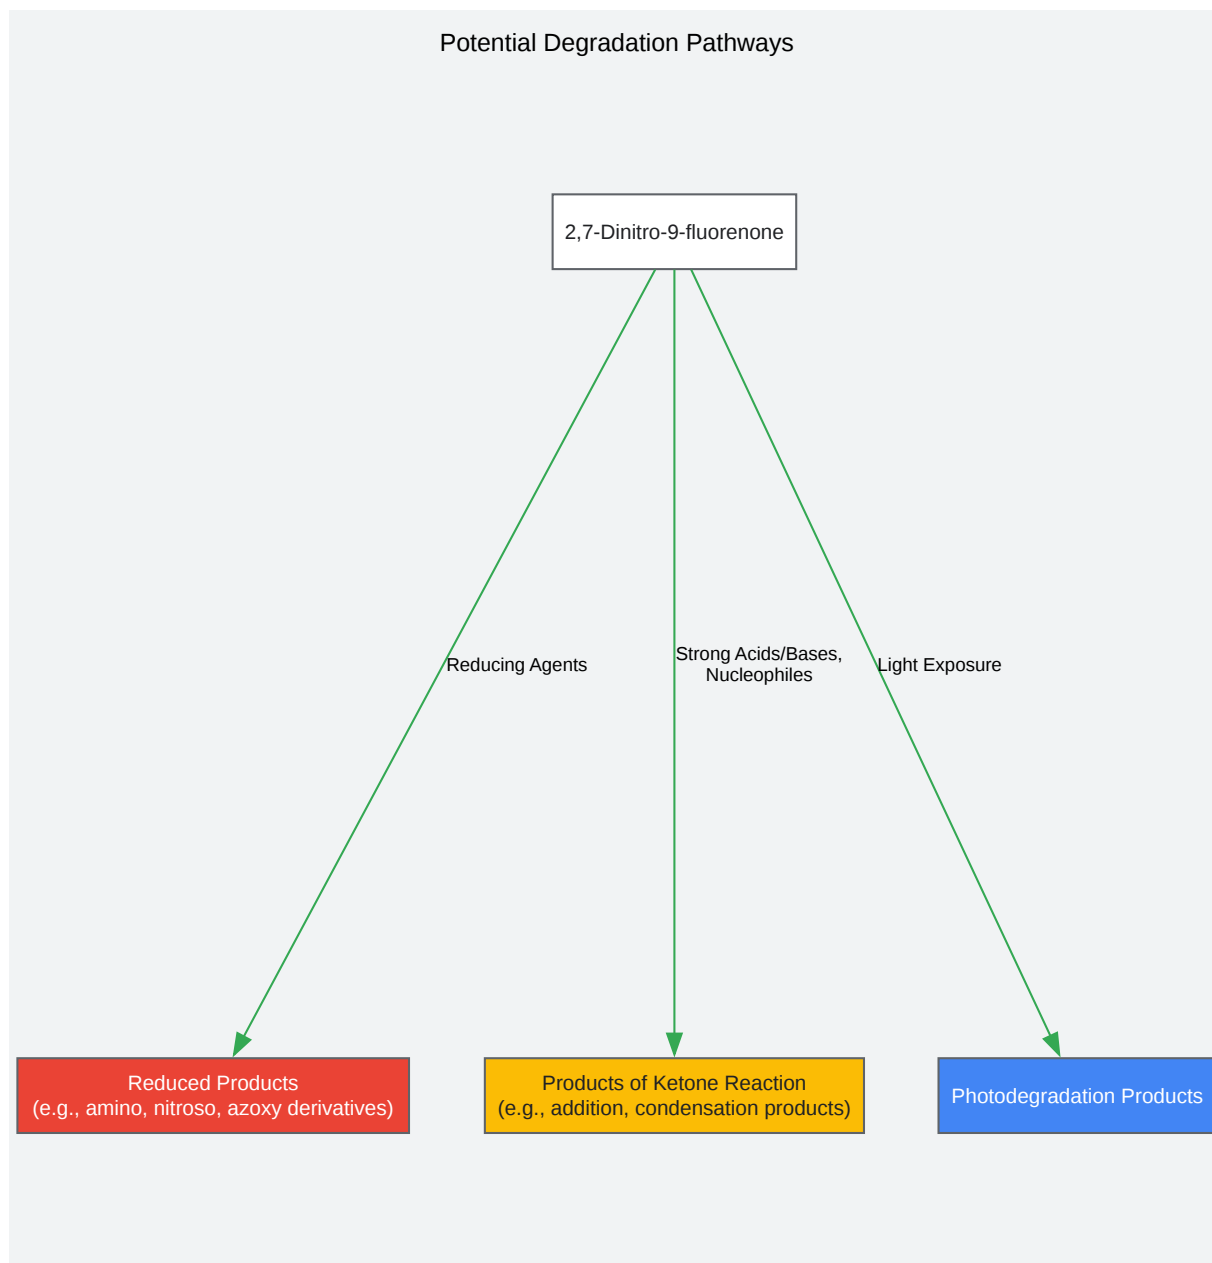 Potential Degradation Pathways
2,7-Dinitro-9-fluorenone
Reducing Agents
Strong Acids/Bases,
Nucleophiles
Light Exposure
Reduced Products
(e.g., amino, nitroso, azoxy derivatives)
Products of Ketone Reaction
(e.g., addition, condensation products)
Photodegradation Products